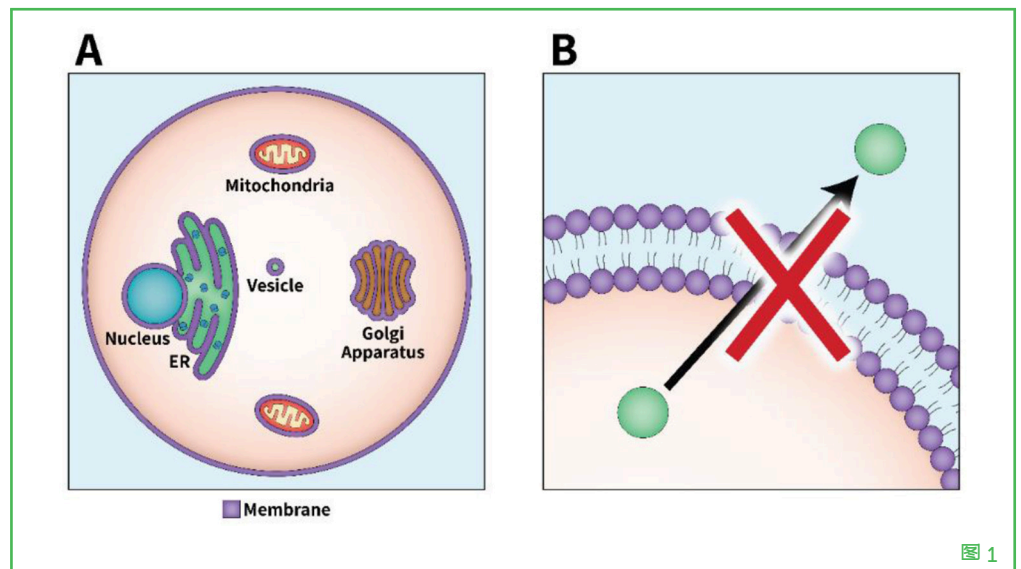 A
B
Mitochondria
Vesicle
Nucleus
ER
Golgi
Apparatus
Membrane
图 1